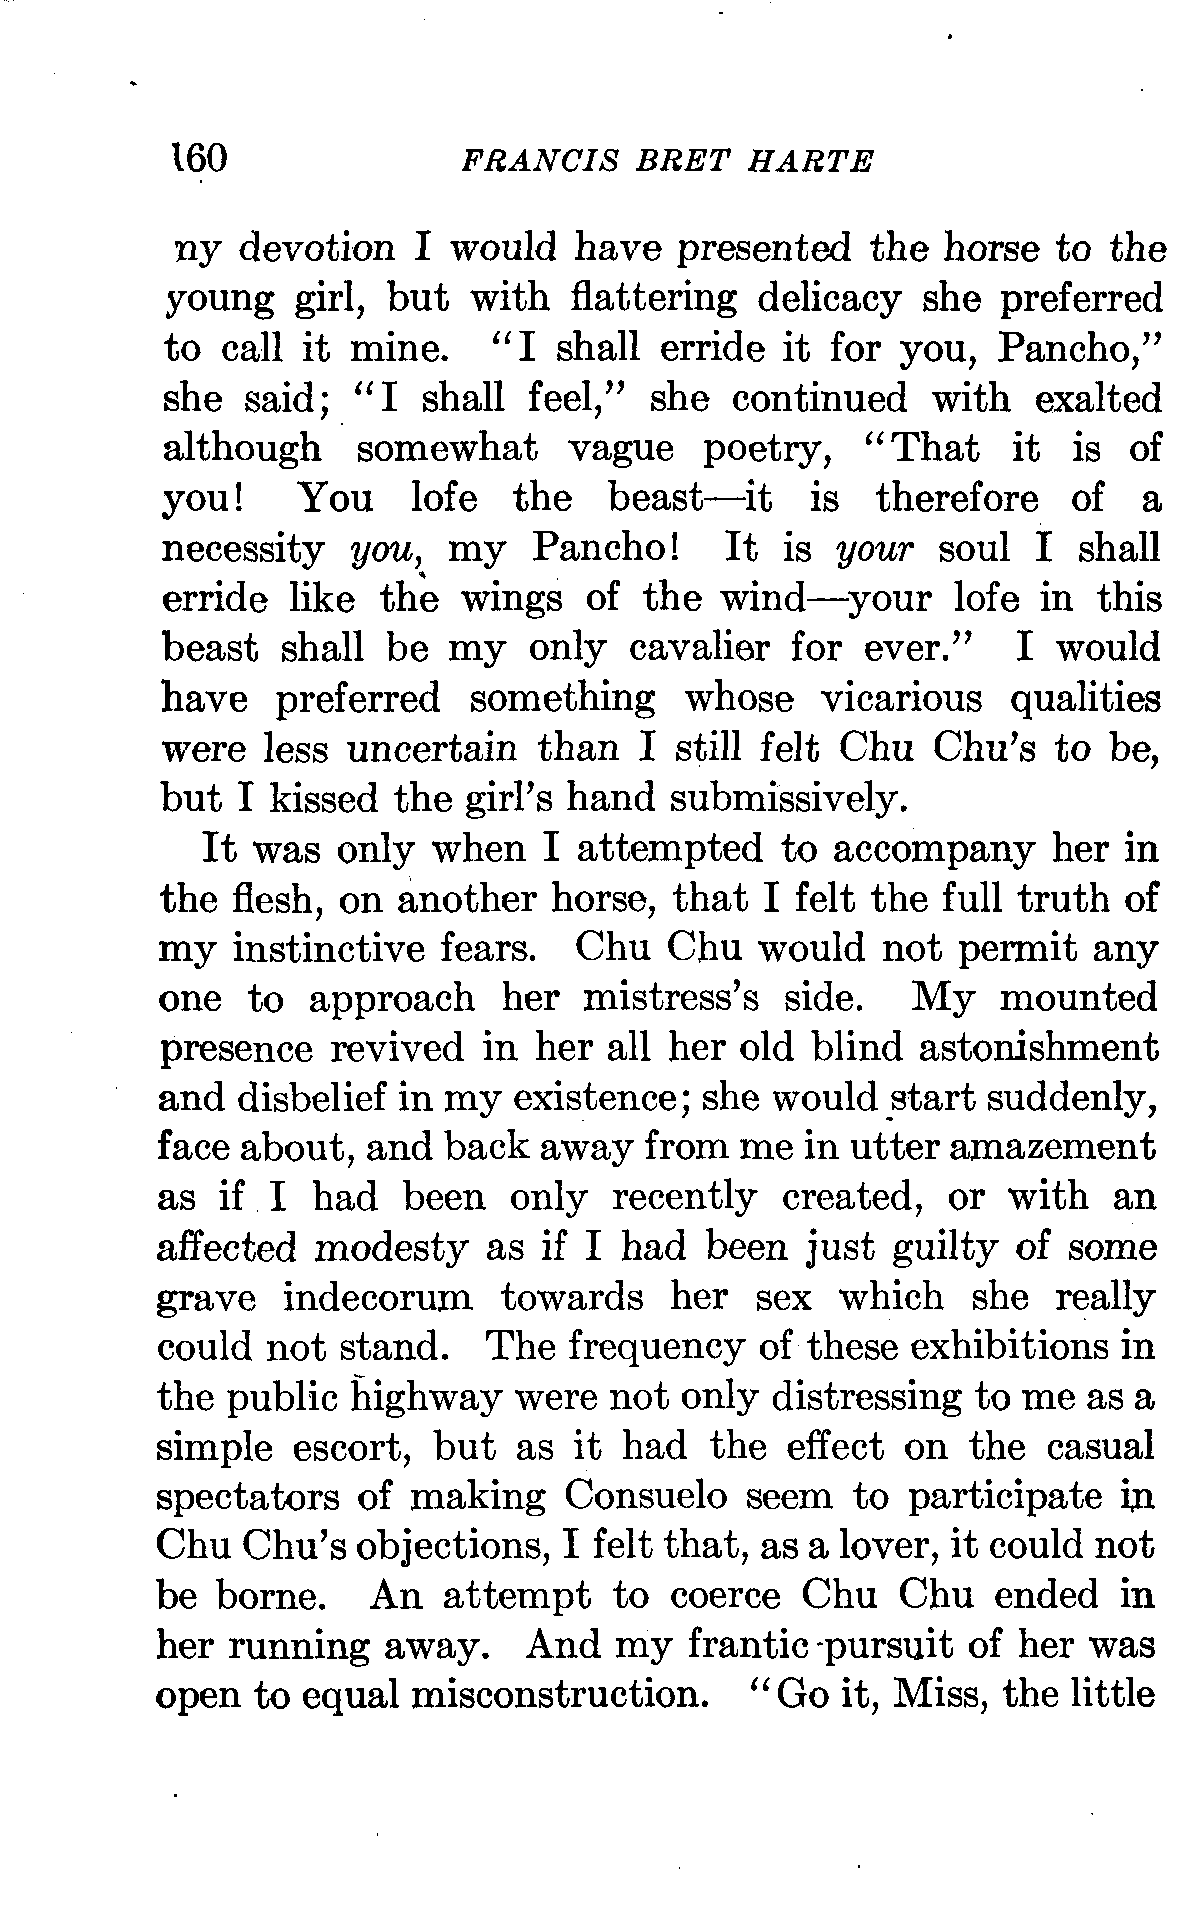 160 FRANCIS BRET HARTE
ny devotion I would have presented the horse to the
young girl, but with flattering delicacy she preferred
to call it mine. "I shall erride it for you, Pancho,"
she said; "I shall feel," she continued with exalted
although somewhat vague poetry, "That it is of
you! You lofe the beast—it is therefore of a
necessity you, my Pancho! It is your soul I shall
erride like the wings of the wind—your lofe in this
beast shall be my only cavalier for ever." I would
have preferred something whose vicarious qualities
were less uncertain than I still felt Chu Chu's to be,
but I kissed the girl's hand submissively.
It was only when I attempted to accompany her in
the flesh, on another horse, that I felt the full truth of
my instinctive fears. Chu Chu would not permit any
one to approach her mistress's side. My mounted
presence revived in her all her old blind astonishment
and disbelief in my existence; she would start suddenly,
face about, and back away from me in utter amazement
as if I had been only recently created, or with an
affected modesty as if I had been just guilty of some
grave indecorum towards her sex which she really
could not stand. The frequency of these exhibitions in
the public highway were not only distressing to me as a
simple escort, but as it had the effect on the casual
spectators of making Consuelo seem to participate in
Chu Chu's objections, I felt that, as a lover, it could not
be borne. An attempt to coerce Chu Chu ended in
her running away. And my frantic pursuit of her was
open to equal misconstruction. "Go it, Miss, the little